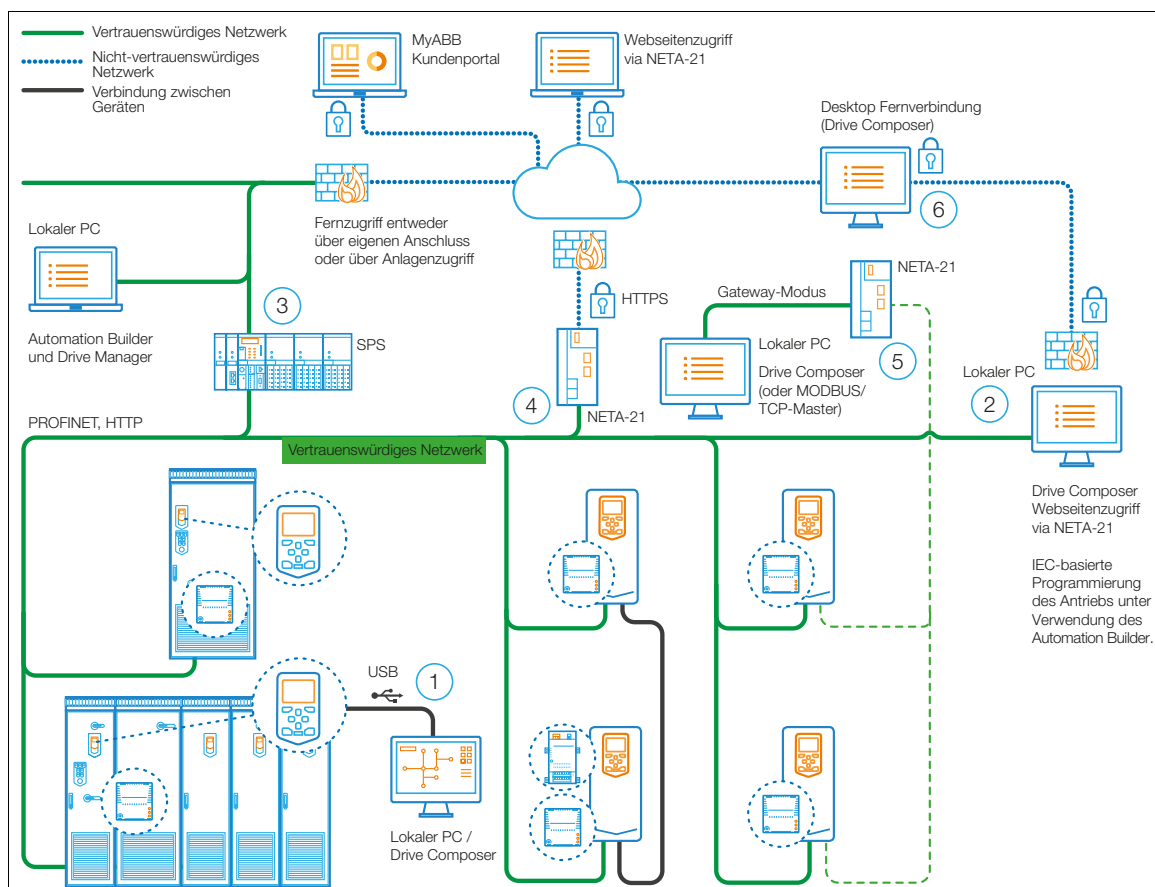 Vertrauenswürdiges Netzwerk
Nicht-vertrauenswürdiges
Netzwerk
Verbindung zwischen
Geräten
MyABB
Kundenportal
Webseitenzugriff
via NETA-21
Desktop Fernverbindung
(Drive Composer)
6
Fernzugriff entweder
über eigenen Anschluss
oder über Anlagenzugriff
Lokaler PC
Automation Builder
und Drive Manager
3
SPS
HTTPS
4
NETA-21
Gateway-Modus
NETA-21
5
Lokaler PC
Drive Composer
(oder MODBUS/
TCP-Master)
Lokaler PC
2
Drive Composer
Webseitenzugriff
via NETA-21
IEC-basierte
Programmierung
des Antriebs unter
Verwendung des
Automation Builder.
PROFINET, HTTP
Vertrauenswürdiges Netzwerk
USB
1
Lokaler PC /
Drive Composer